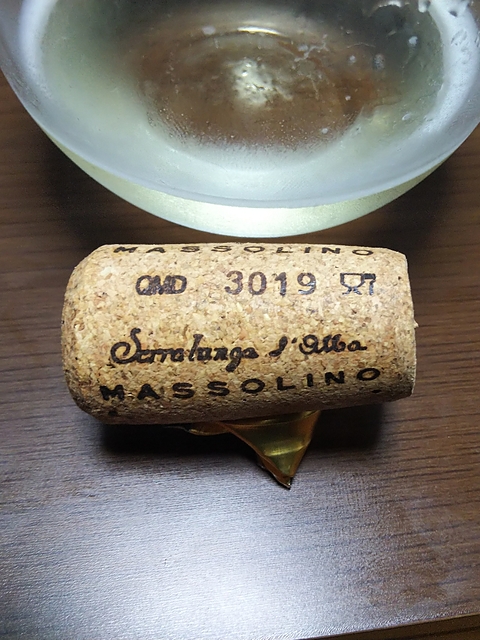 MASSOLINO
QMD 3019
Serralunga d'Alba
MASSOLINO